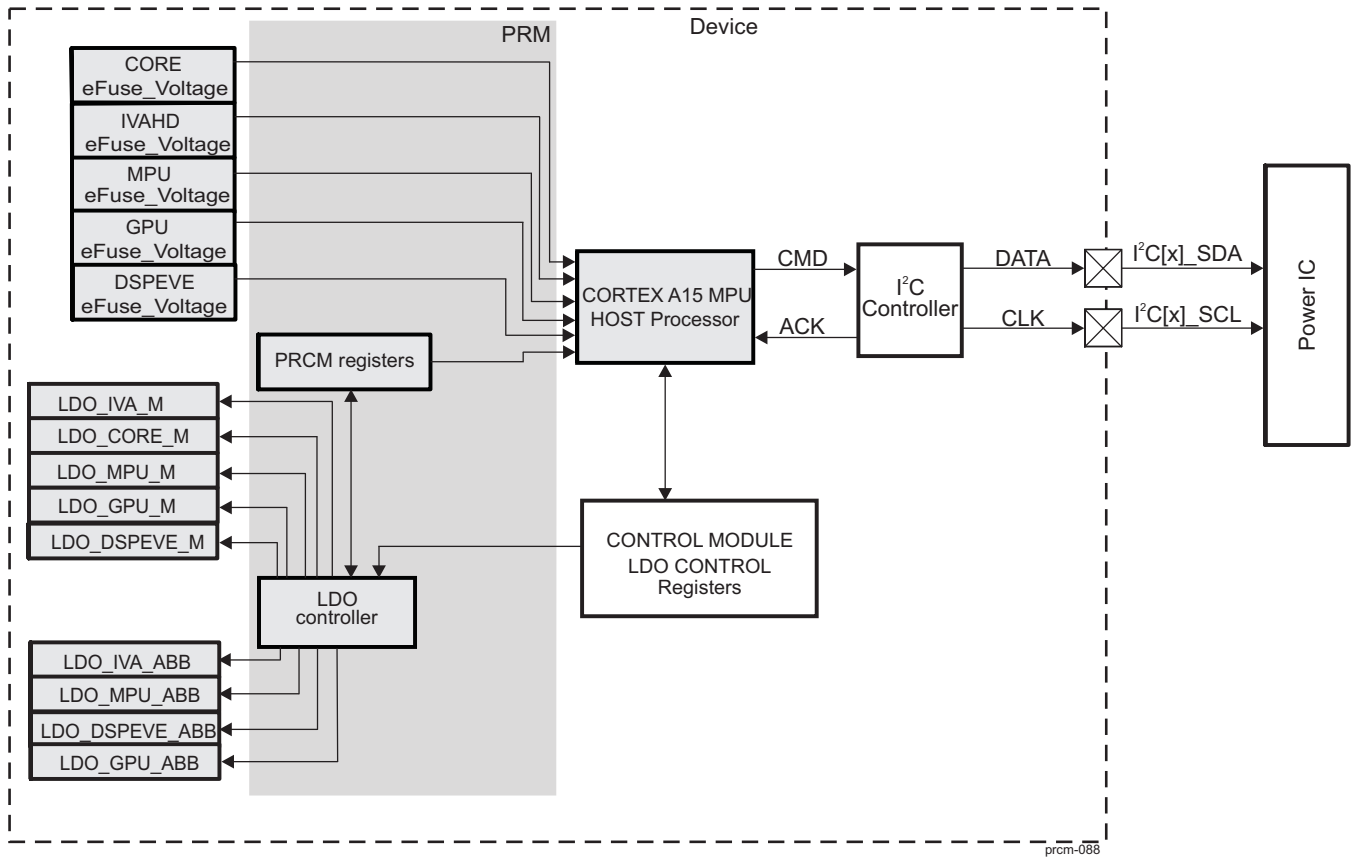 Device
PRM
CORE
eFuse_Voltage
IVAHD
eFuse_Voltage
MPU
eFuse_Voltage
GPU
eFuse_Voltage
DSPEVE
eFuse_Voltage
CORTEX A15 MPU
HOST Processor
CMD
ACK
I²C
Controller
DATA
CLK
I²C[x]_SDA
I²C[x]_SCL
Power IC
PRCM registers
LDO_IVA_M
LDO_CORE_M
LDO_MPU_M
LDO_GPU_M
LDO_DSPEVE_M
CONTROL MODULE
LDO CONTROL
Registers
LDO
controller
LDO_IVA_ABB
LDO_MPU_ABB
LDO_DSPEVE_ABB
LDO_GPU_ABB
prcm-088